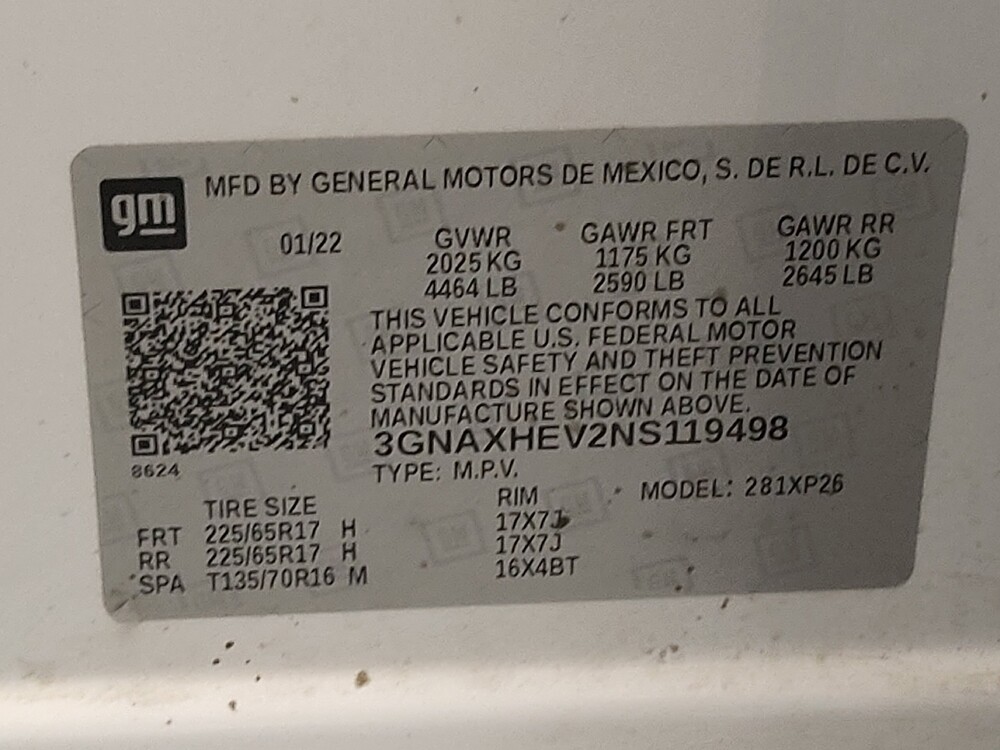 gm
MFD BY GENERAL MOTORS DE MEXICO, S. DE R.L. DE C.V.
01/22 GVWR GAWR FRT GAWR RR
2025 KG 1175 KG 1200 KG
4464 LB 2590 LB 2645 LB
THIS VEHICLE CONFORMS TO ALL
APPLICABLE U.S. FEDERAL MOTOR
VEHICLE SAFETY AND THEFT PREVENTION
STANDARDS IN EFFECT ON THE DATE OF
MANUFACTURE SHOWN ABOVE.
3GNAXHEV2NS119498
8624
TYPE: M.P.V. MODEL: 281XP26
TIRE SIZE RIM
FRT 225/65R17 H 17X7J
RR 225/65R17 H 17X7J
SPA T135/70R16 M 16X4BT